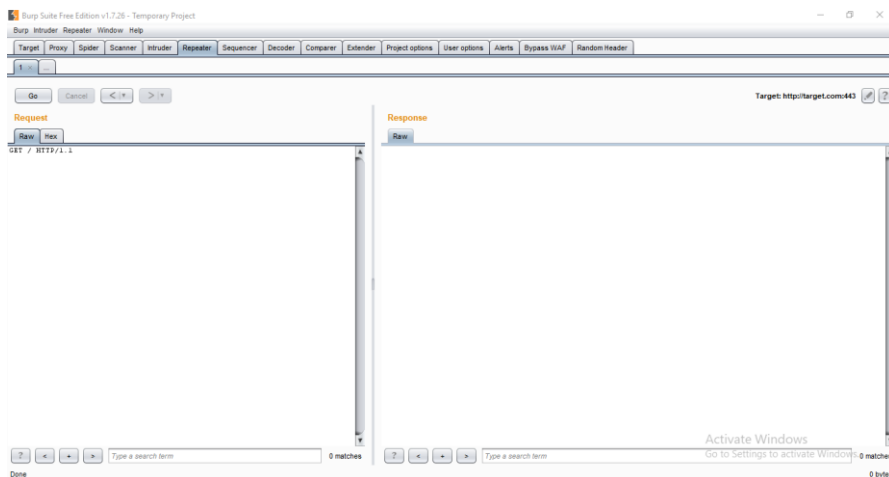 Burp Suite Free Edition v1.7.26 - Temporary Project
Burp Intruder Repeater Window Help
Target Proxy Spider Scanner Intruder Repeater Sequencer Decoder Comparer Extender Project options User options Alerts Bypass WAF Random Header
1 × ...
Go Cancel < ▾ > ▾ Target: http://target.com:443 ?
Request Response
Raw Hex Raw
GET / HTTP/1.1
Activate Windows
Go to Settings to activate Windows.
? < + > Type a search term 0 matches ? < + > Type a search term 0 matche
Done 0 byte